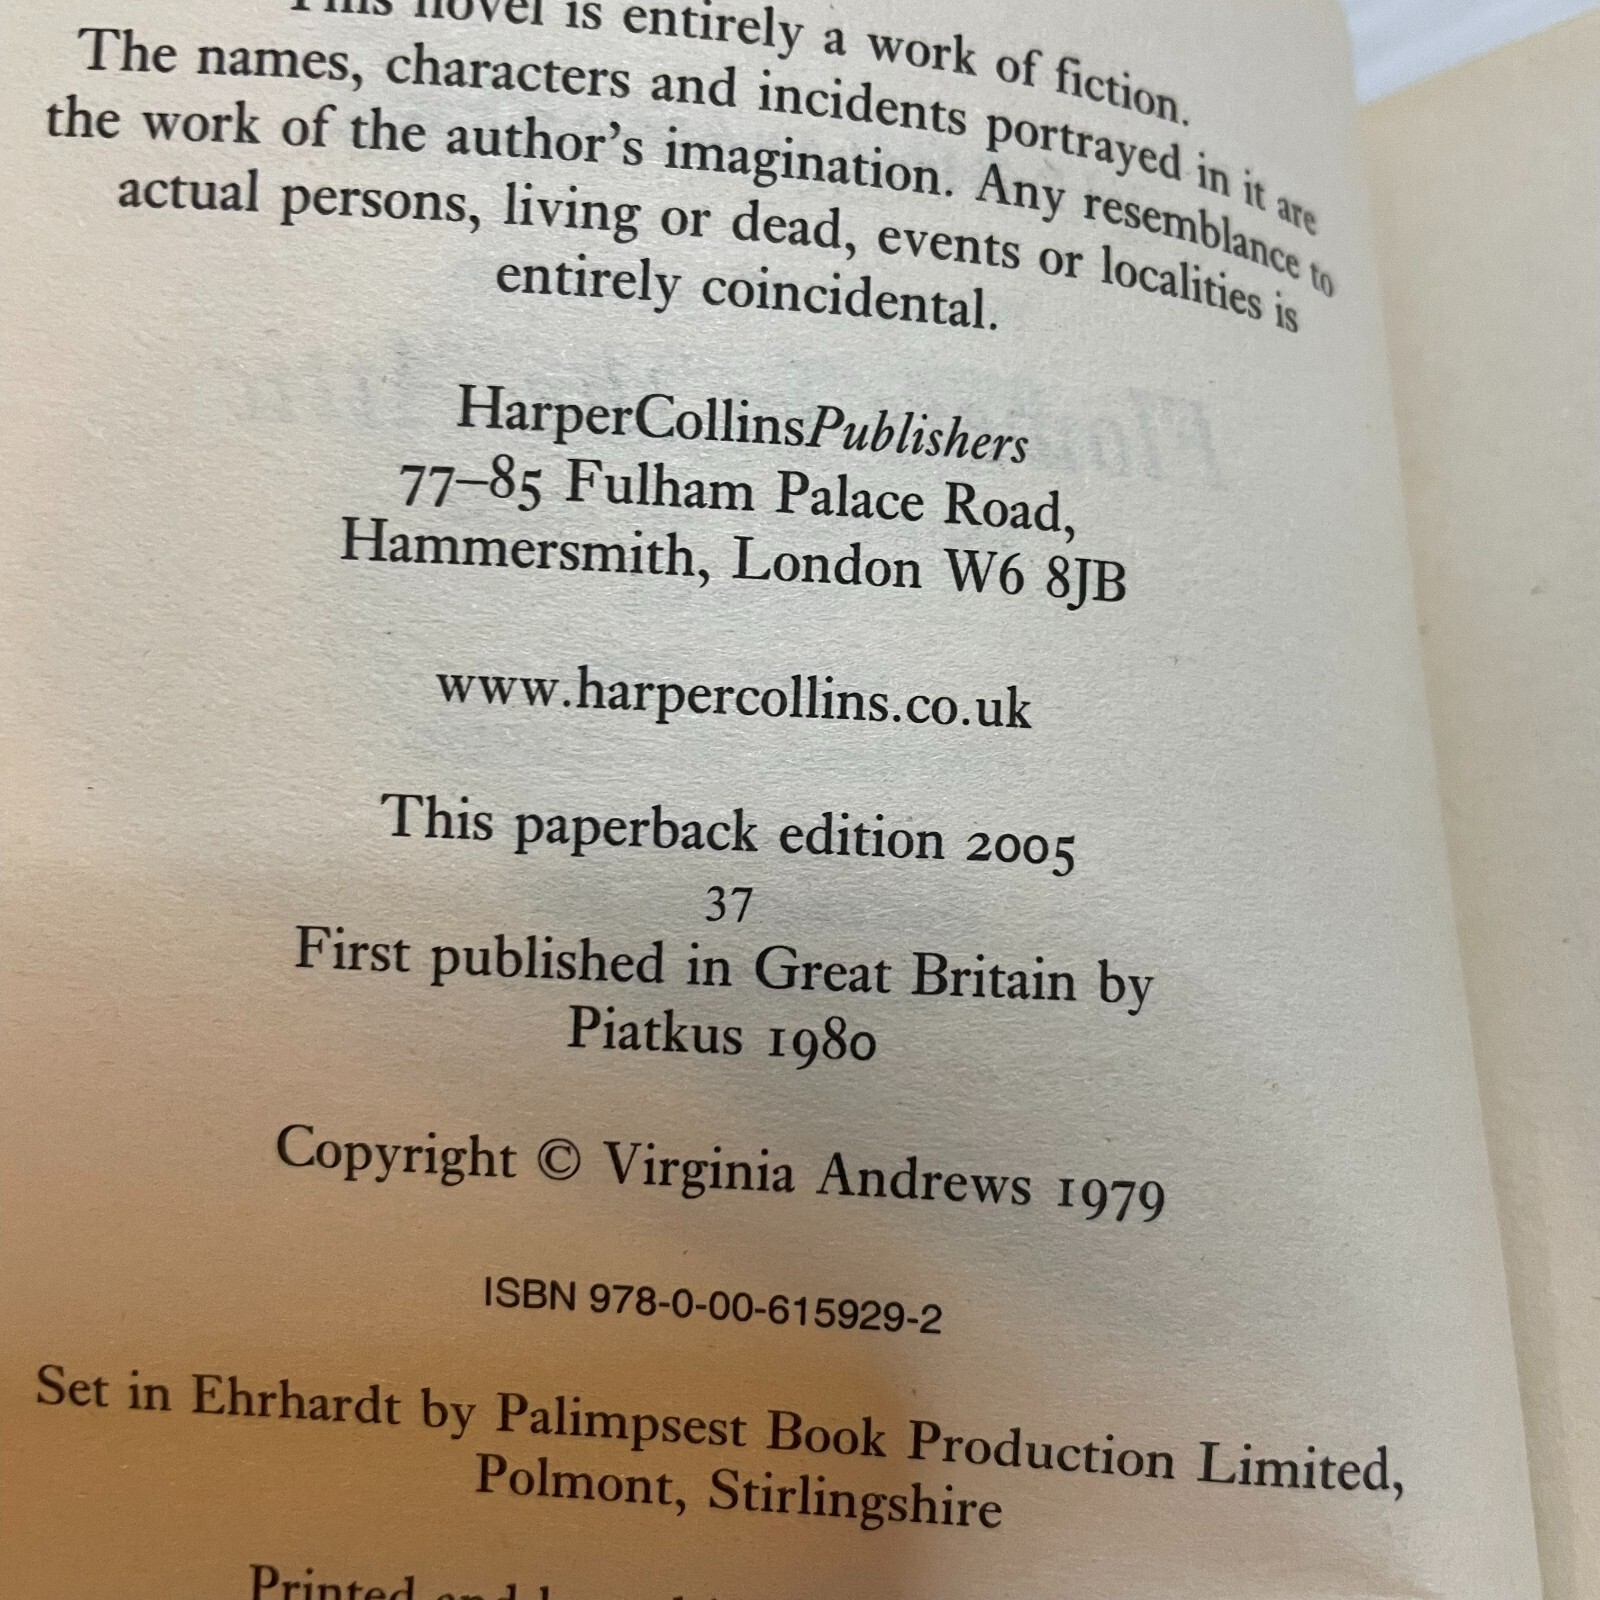 This novel is entirely a work of fiction.
The names, characters and incidents portrayed in it are
the work of the author's imagination. Any resemblance to
actual persons, living or dead, events or localities is
entirely coincidental.
HarperCollinsPublishers
77–85 Fulham Palace Road,
Hammersmith, London W6 8JB
www.harpercollins.co.uk
This paperback edition 2005
37
First published in Great Britain by
Piatkus 1980
Copyright © Virginia Andrews 1979
ISBN 978-0-00-615929-2
Set in Ehrhardt by Palimpsest Book Production Limited,
Polmont, Stirlingshire
Printed and